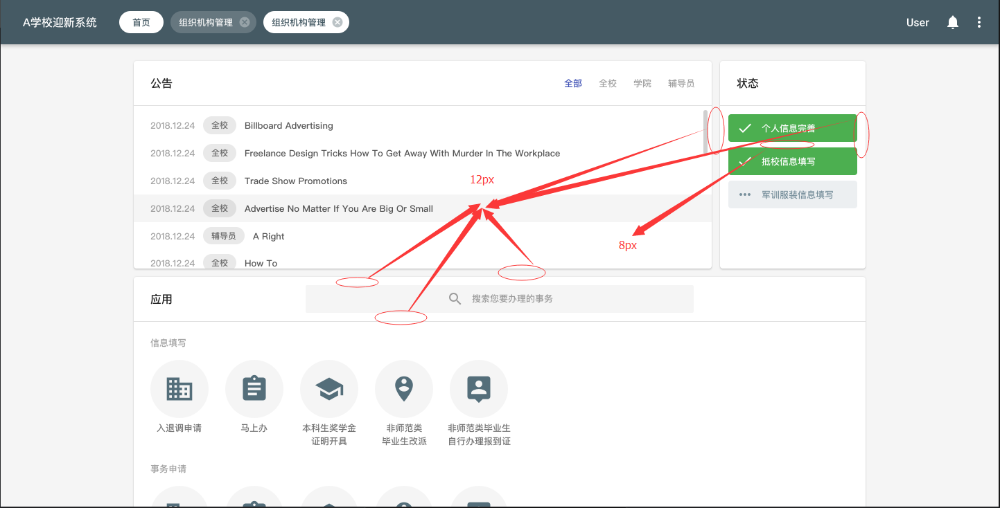 A学校迎新系统 首页 组织机构管理 组织机构管理 User
公告 全部 全校 学院 辅导员
2018.12.24 全校 Billboard Advertising
2018.12.24 全校 Freelance Design Tricks How To Get Away With Murder In The Workplace
2018.12.24 全校 Trade Show Promotions
2018.12.24 全校 Advertise No Matter If You Are Big Or Small
2018.12.24 辅导员 A Right
2018.12.24 全校 How To
12px
8px
状态
个人信息完善
抵校信息填写
军训服装信息填写
应用 搜索您要办理的事务
信息填写
入退调申请
马上办
本科生奖学金
证明开具
非师范类
毕业生改派
非师范类毕业生
自行办理报到证
事务申请